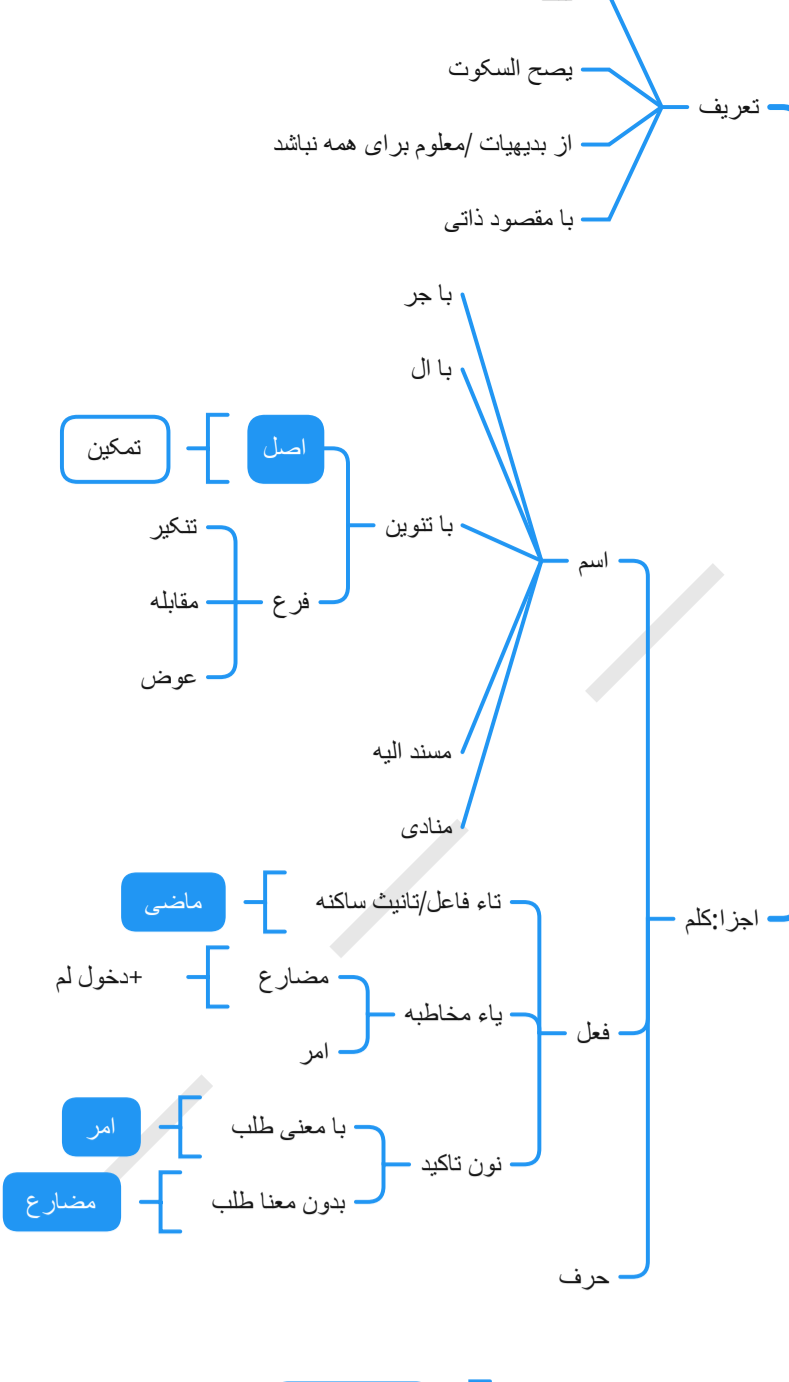 تعریف
یصح السکوت
از بدیهیات /معلوم برای همه نباشد
با مقصود ذاتی
اجزا:کلم
اسم
با جر
با ال
با تنوین
اصل
تمکین
فرع
تنکیر
مقابله
عوض
مسند الیه
منادی
فعل
تاء فاعل/تانیث ساکنه
ماضی
یاء مخاطبه
مضارع
+دخول لم
امر
نون تاکید
با معنی طلب
امر
بدون معنا طلب
مضارع
حرف